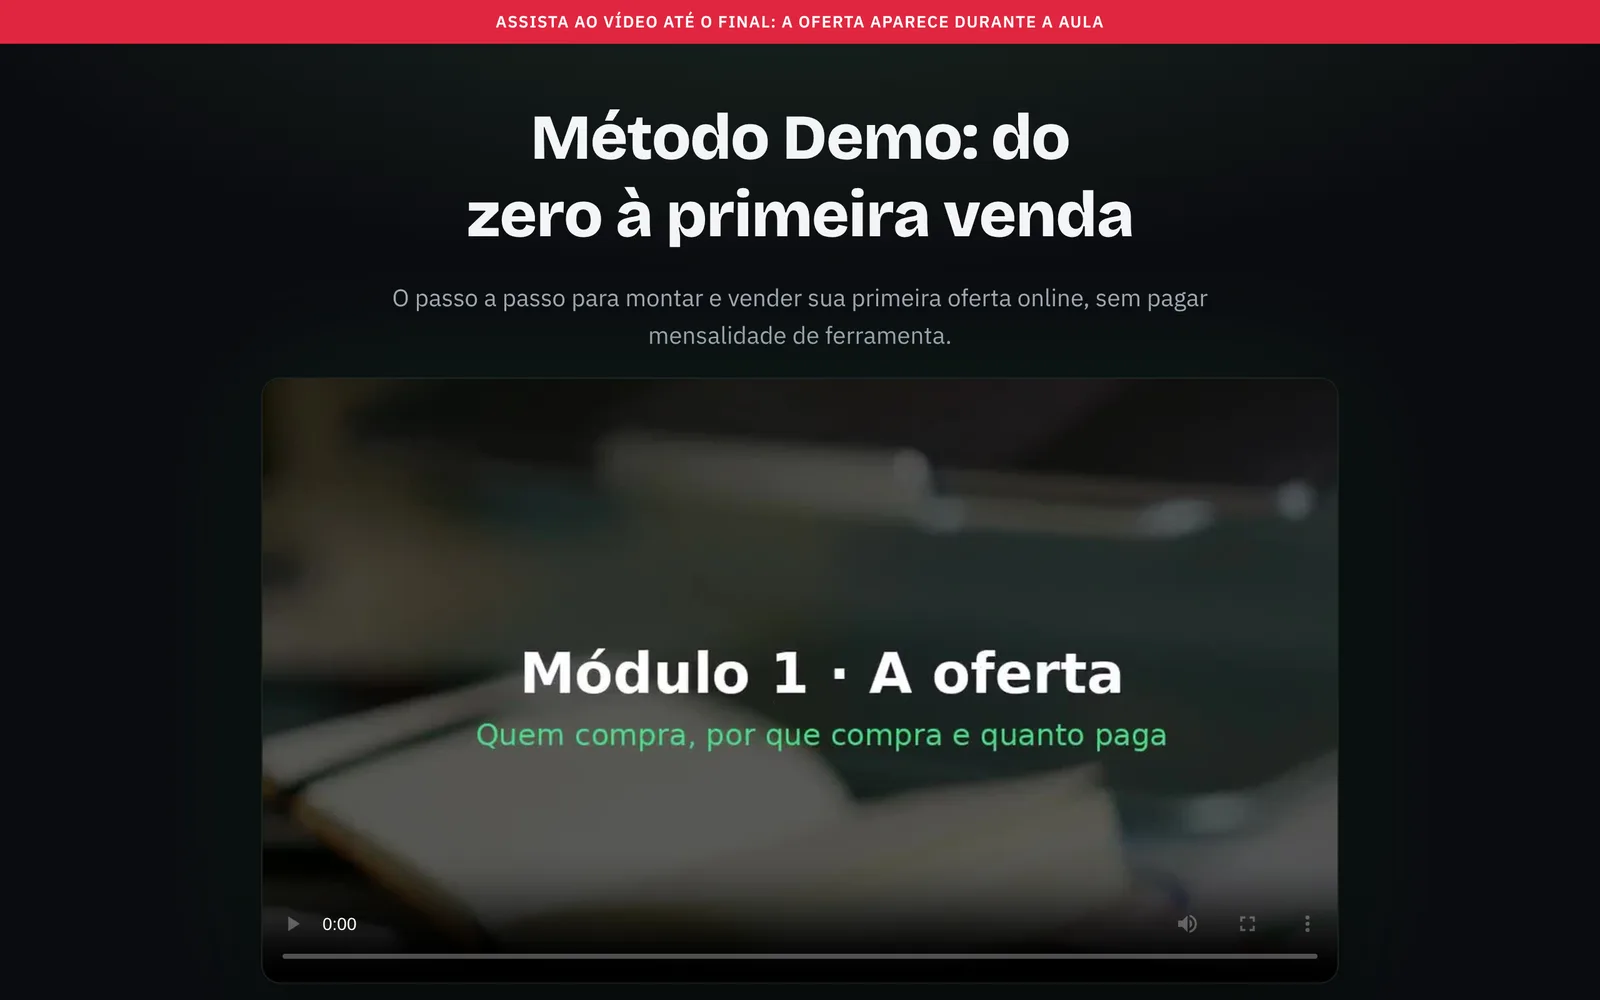 ASSISTA AO VÍDEO ATÉ O FINAL: A OFERTA APARECE DURANTE A AULA
Método Demo: do
zero à primeira venda
O passo a passo para montar e vender sua primeira oferta online, sem pagar
mensalidade de ferramenta.
Módulo 1 · A oferta
Quem compra, por que compra e quanto paga
0:00